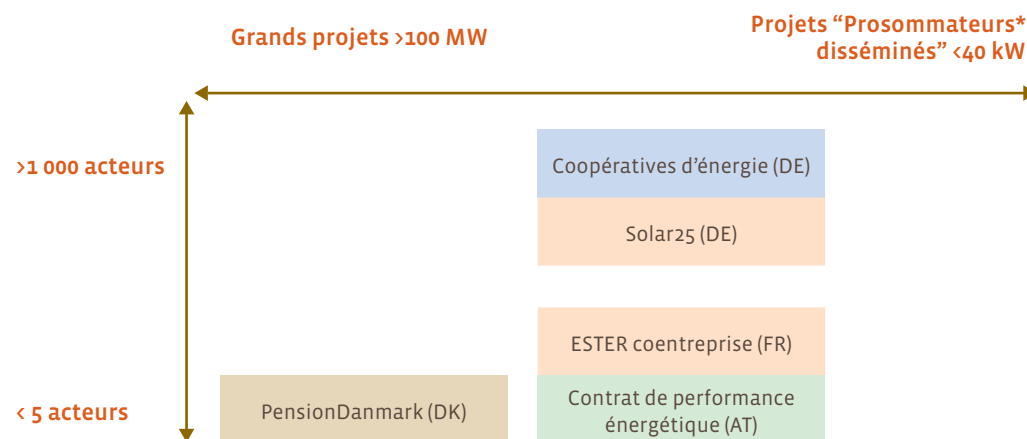 Grands projets >100 MW
Projets “Prosommateurs*
disséminés” <40 kW
>1 000 acteurs
Coopératives d’énergie (DE)
Solar25 (DE)
ESTER coentreprise (FR)
< 5 acteurs
PensionDanmark (DK)
Contrat de performance
énergétique (AT)